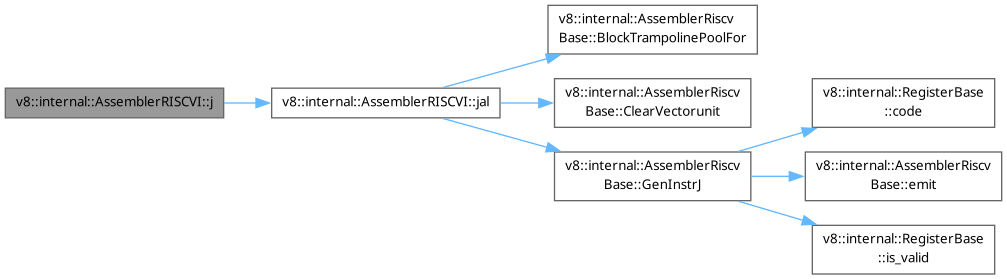 v8::internal::AssemblerRISCVI::j
v8::internal::AssemblerRISCVI::jal
v8::internal::AssemblerRiscv
Base::BlockTrampolinePoolFor
v8::internal::AssemblerRiscv
Base::ClearVectorunit
v8::internal::AssemblerRiscv
Base::GenInstrJ
v8::internal::RegisterBase
::code
v8::internal::AssemblerRiscv
Base::emit
v8::internal::RegisterBase
::is_valid